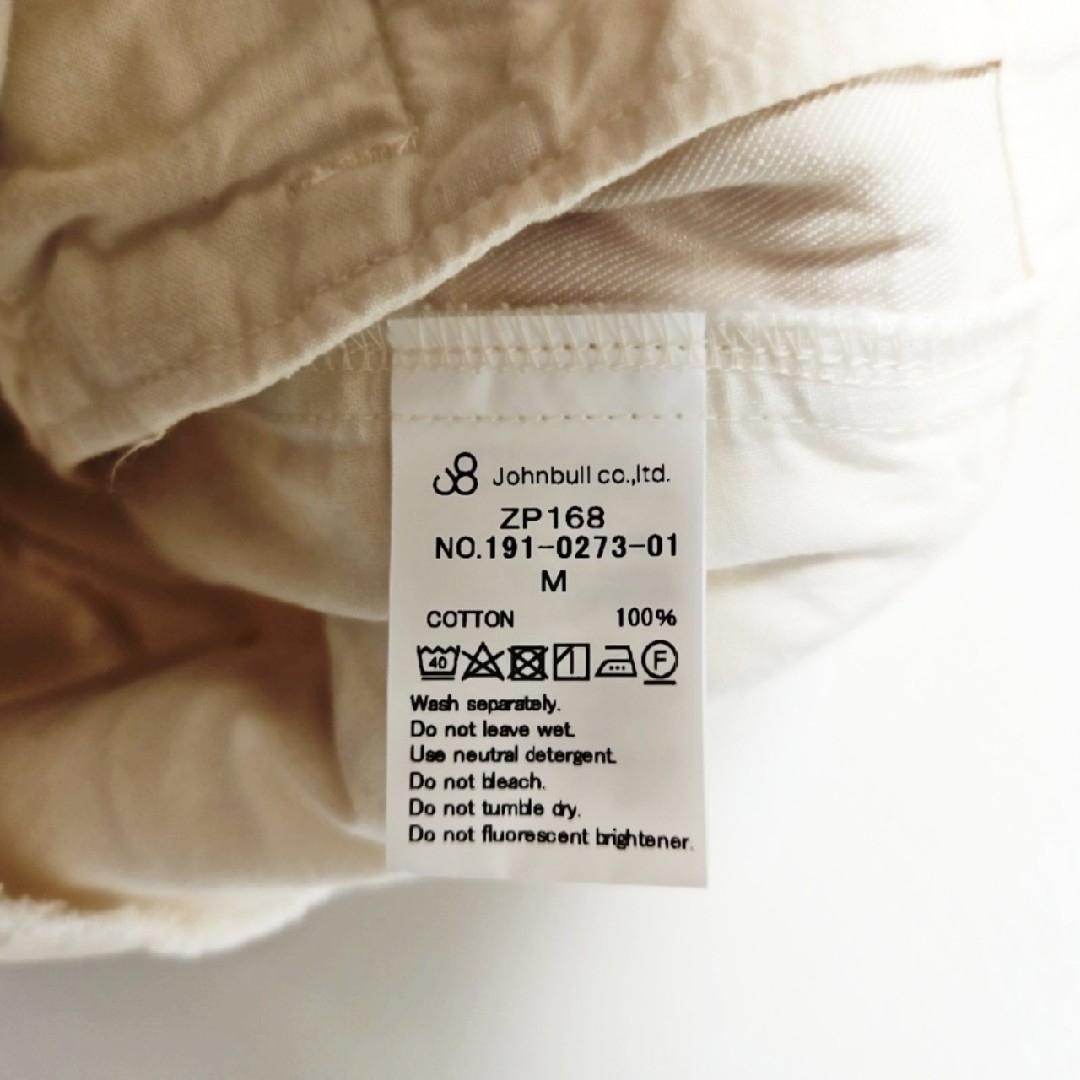 Johnbull co.,ltd.
ZP168
NO.191-0273-01
M
COTTON 100%
40 F
Wash separately.
Do not leave wet.
Use neutral detergent.
Do not bleach.
Do not tumble dry.
Do not fluorescent brightener.